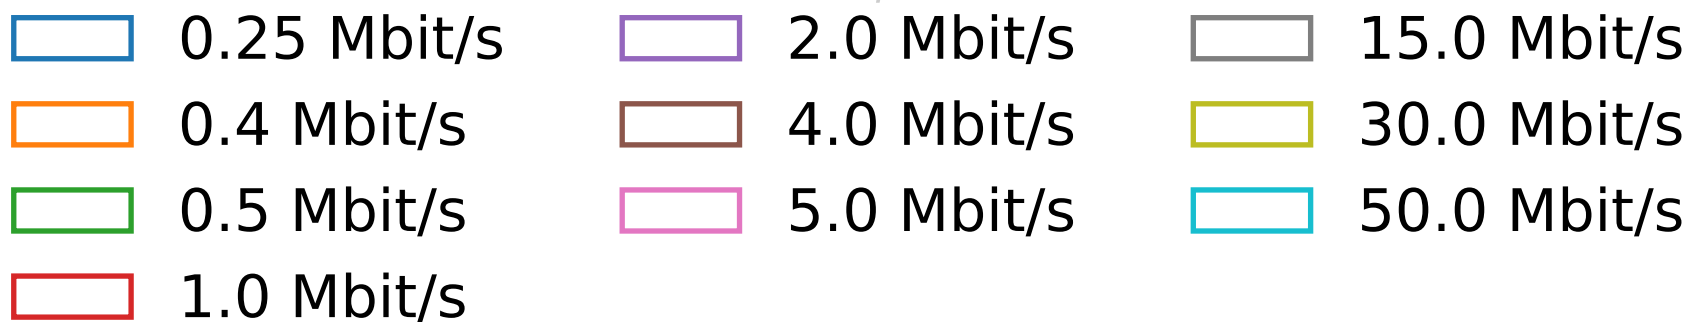 0.25 Mbit/s
0.4 Mbit/s
0.5 Mbit/s
1.0 Mbit/s
2.0 Mbit/s
4.0 Mbit/s
5.0 Mbit/s
15.0 Mbit/s
30.0 Mbit/s
50.0 Mbit/s